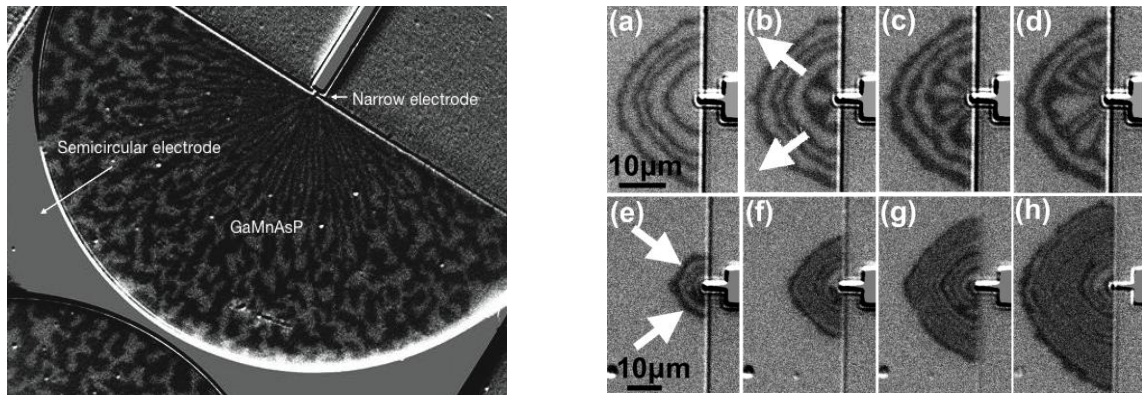 Narrow electrode
Semicircular electrode
GaMnAsP
(a)
(b)
(c)
(d)
10μm
(e)
(f)
(g)
(h)
10μm